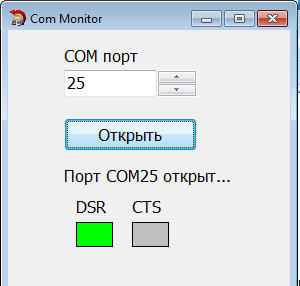 Com Monitor
COM порт
25
Открыть
Порт COM25 открыт...
DSR CTS